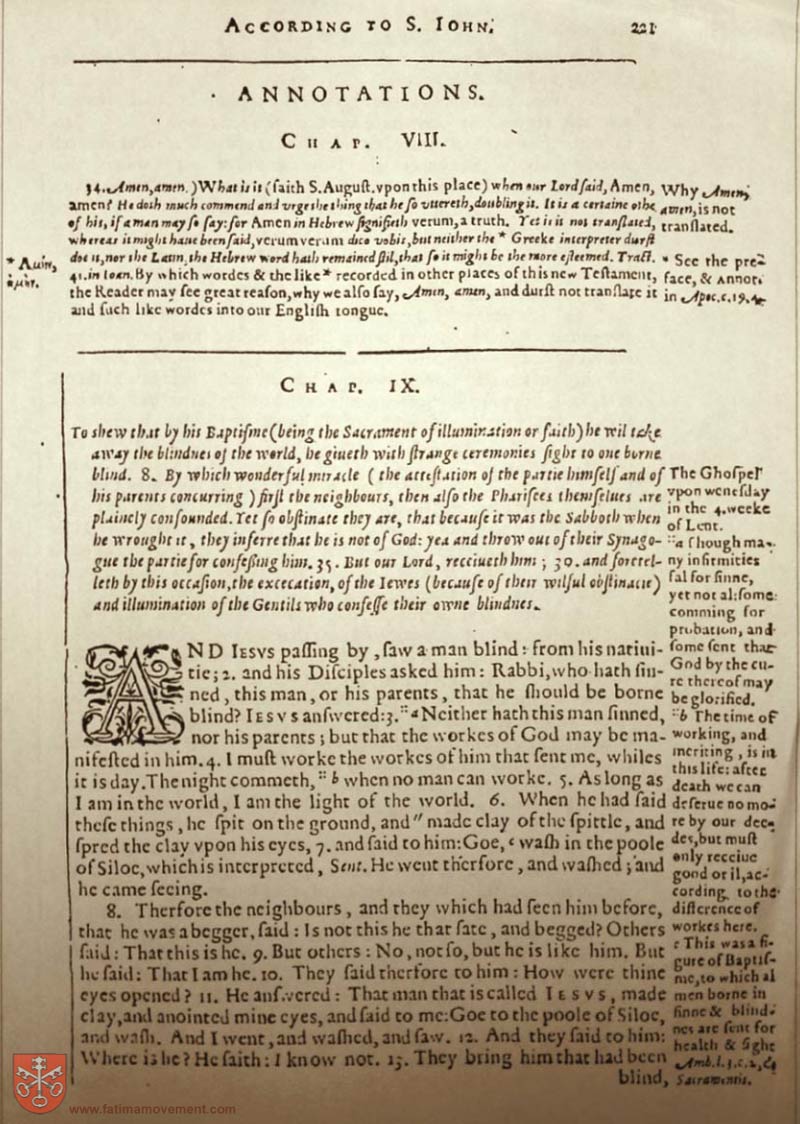 ACCORDING TO S. IOHN. 221
ANNOTATIONS.
CHAP. VIII.
34. Amen, amen. ) What is it (ſaith S. Auguſt. vpon this place) when our Lord ſaid, Amen,
amen? He doth much commend and vrge the thing that he ſo vttereth, doubling it. It is a certaine othe
of his, if a man may ſo ſay: for Amen in Hebrew ſignifieth verum, a truth. Yet is it not tranſlated,
whereas it might haue been ſaid, verum verum dico vobis, but neither the * Greeke interpreter durſt
doe it, nor the Latin, the Hebrew word hath remained ſtil, that ſo it might be the more eſteemed. Tract.
41. in Ioan. By which wordes & the like * recorded in other places of this new Teſtament,
the Reader may ſee great reaſon, why we alſo ſay, Amen, amen, and durſt not tranſlate it
and ſuch like wordes into our Engliſh tongue.
Why Amen,
amen, is not
tranſlated.
* See the pre-
face, & Annot.
in Apoc. c. 19. 4.
CHAP. IX.
To shew that by his Baptiſme (being the Sacrament of illumination or faith) he wil take
away the blindnes of the world, he giueth with ſtrange ceremonies ſight to one borne
blind. 8. By which wonderful miracle ( the atteſtation of the partie himſelf and of
his parents concurring ) firſt the neighbours, then alſo the Phariſees themſelues are
plainely confounded. Yet ſo obſtinate they are, that becauſe it was the Sabboth when
he wrought it, they inferre that he is not of God: yea and throw out of their Synago-
gue the partie for confeſſing him. 35. But our Lord, receiueth him; 39. and foretel-
leth by this occaſion, the excecation, of the Iewes (becauſe of their wilful obſtinacie)
and illumination of the Gentils who confeſſe their owne blindnes.
AND IESVS paſſing by, ſaw a man blind: from his natiui-
tie; 2. and his Diſciples asked him: Rabbi, who hath ſin-
ned, this man, or his parents, that he ſhould be borne
blind? IESVS anſwered: 3. :: a Neither hath this man ſinned,
nor his parents; but that the workes of God may be ma-
nifeſted in him. 4. I muſt worke the workes of him that ſent me, whiles
it is day. The night commeth, :: b when no man can worke. 5. As long as
I am in the world, I am the light of the world. 6. When he had ſaid
theſe things, he ſpit on the ground, and " made clay of the ſpittle, and
ſpred the clay vpon his eyes, 7. and ſaid to him: Goe, c waſh in the poole
of Siloe, which is interpreted, Sent. He went therfore, and waſhed; and
he came ſeeing.
8. Therfore the neighbours, and they which had ſeen him before,
that he was a begger, ſaid: Is not this he that ſate, and begged? Others
ſaid: That this is he. 9. But others: No, not ſo, but he is like him. But
he ſaid: That I am he. 10. They ſaid therfore to him: How were thine
eyes opened? 11. He anſwered: That man that is called IESVS, made
clay, and anointed mine eyes, and ſaid to me: Goe to the poole of Siloe,
and waſh. And I went, and waſhed, and ſaw. 12. And they ſaid to him:
Where is he? He ſaith: I know not. 13. They bring him that had been
blind,
The Ghoſpel
vpon weneſday
in the 4. weeke
of Lent.
:: a Though ma-
ny infirmities
fal for ſinne,
yet not al: ſome
comming for
probation, and
ſome ſent that
God by the cu-
re therof may
be glorified.
:: b The time of
working, and
meriting, is in
this life: after
death we can
deſerue no mo-
re by our dee-
des, but muſt
only receiue
good or il, ac-
cording to the
difference of
workes here.
c This was a fi-
gure of Baptiſ-
me, to which al
men borne in
ſinne & blind-
nes are ſent for
health & ſight
Amb. l. 3. c. 2. de
Sacramentis.
www.fatimamovement.com